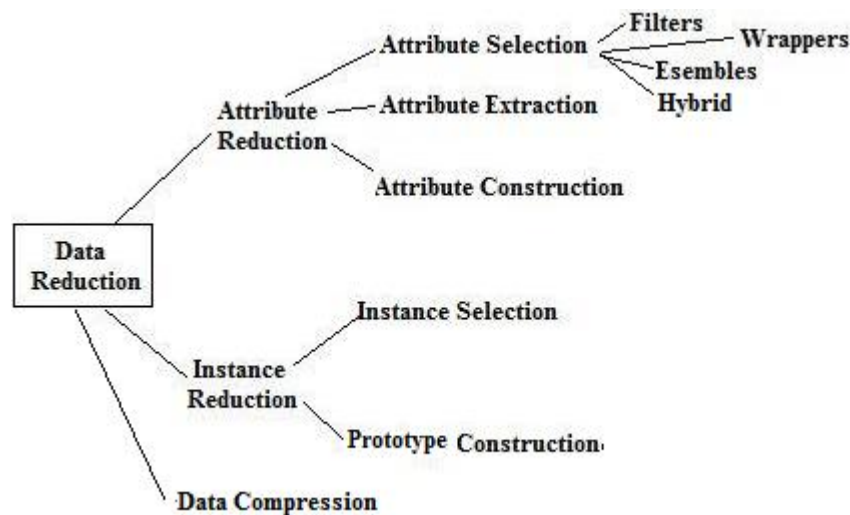 Filters
Wrappers
Attribute Selection
Esembles
Hybrid
Attribute
Reduction
Attribute Extraction
Attribute Construction
Data
Reduction
Instance Selection
Instance
Reduction
Prototype Construction
Data Compression